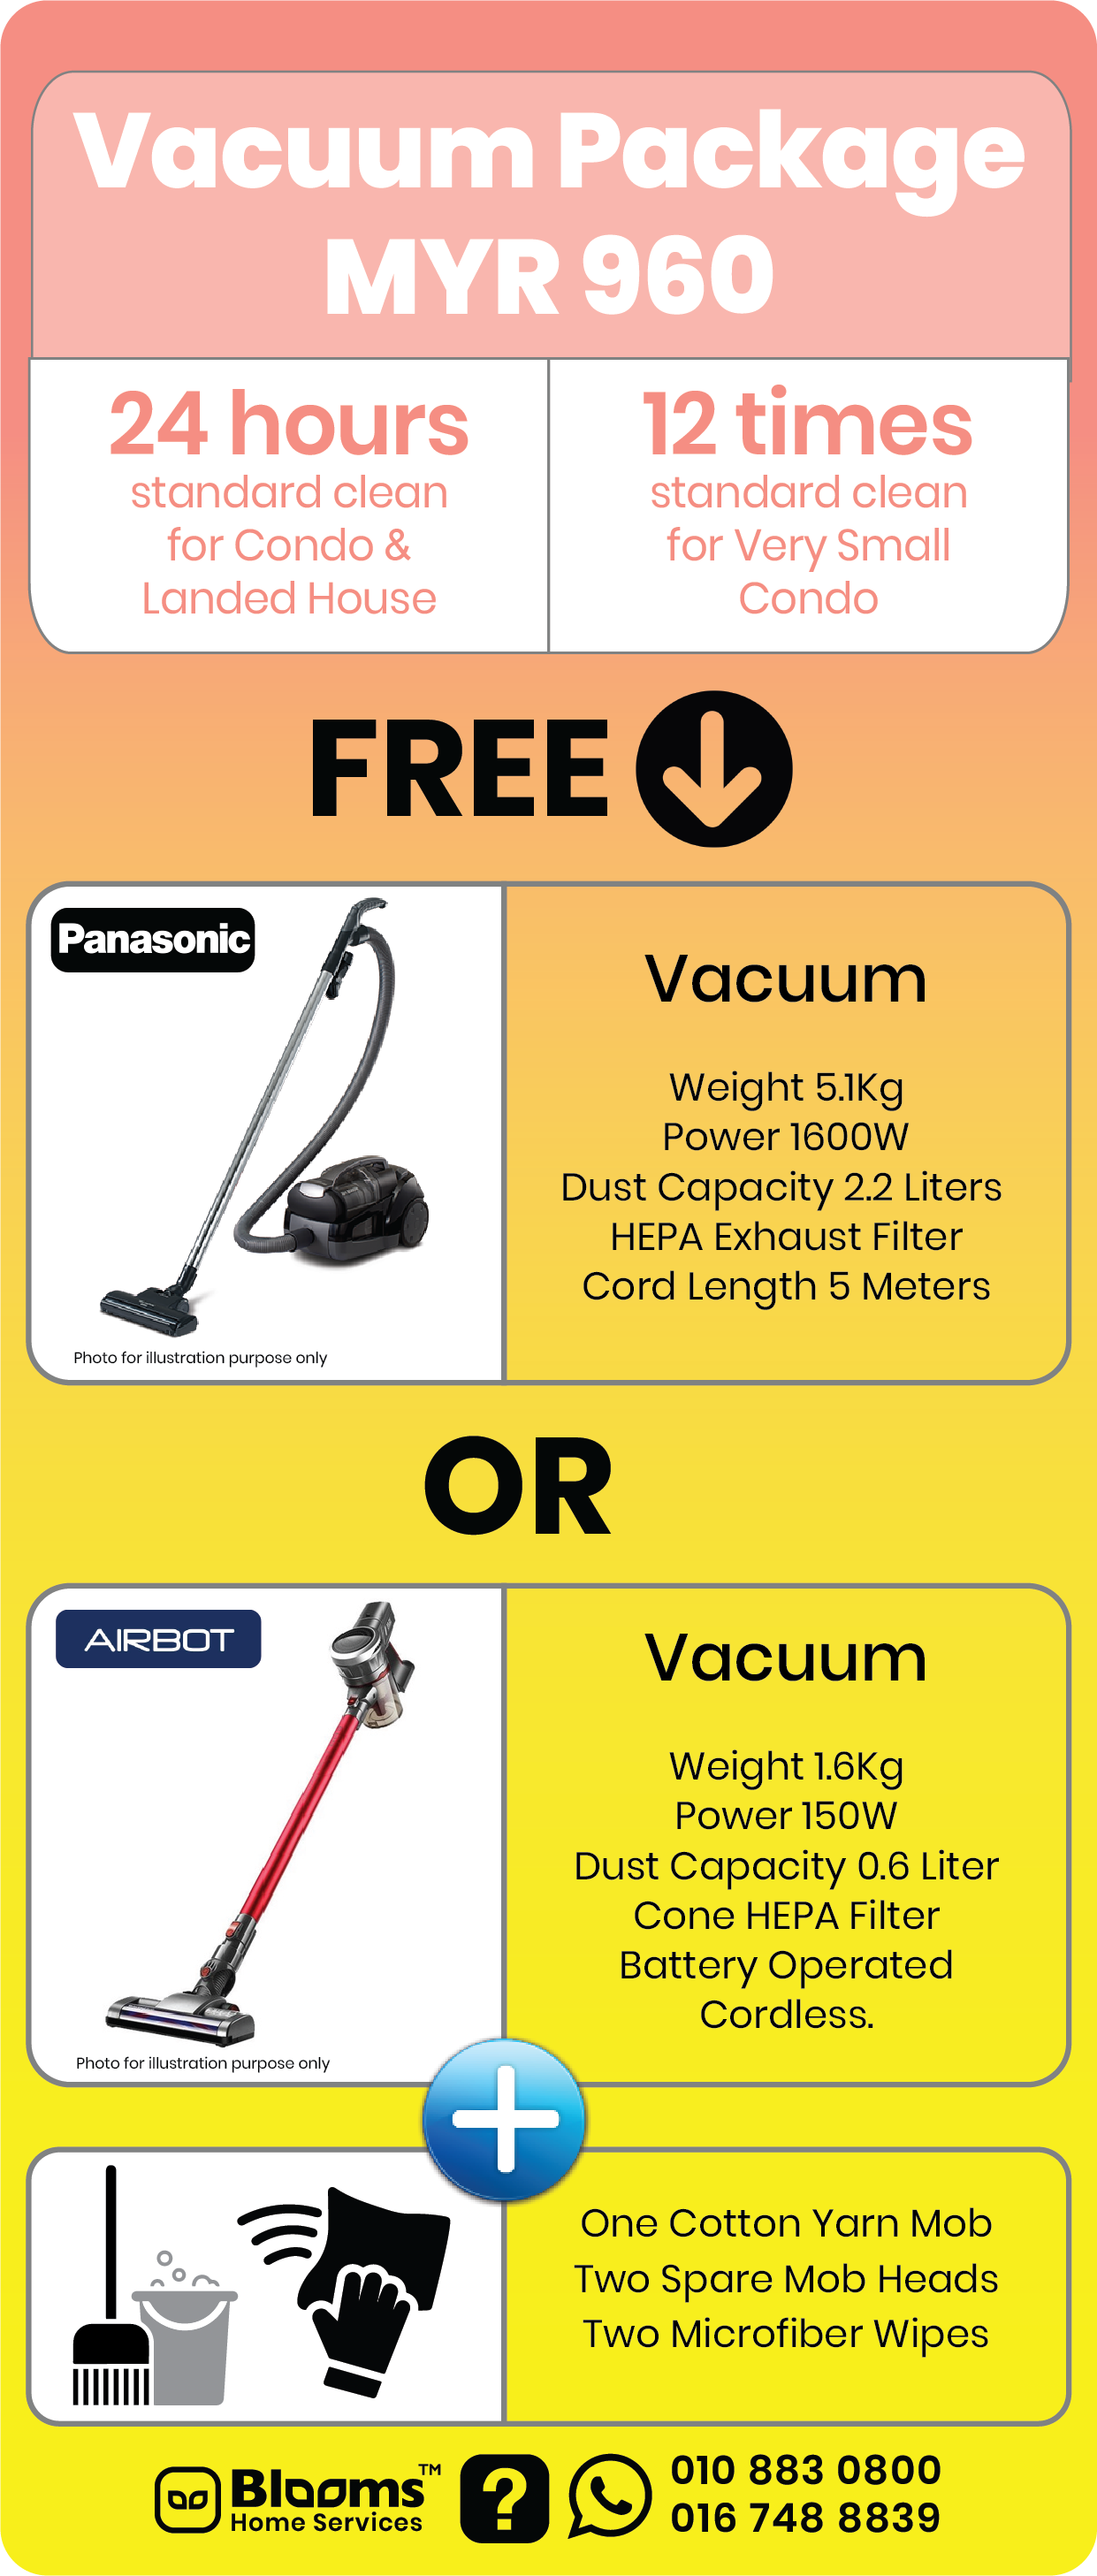 Vacuum Package
MYR 960
24 hours
standard clean
for Condo &
Landed House
12 times
standard clean
for Very Small
Condo
FREE
Panasonic
Photo for illustration purpose only
Vacuum
Weight 5.1Kg
Power 1600W
Dust Capacity 2.2 Liters
HEPA Exhaust Filter
Cord Length 5 Meters
OR
AIRBOT
Photo for illustration purpose only
Vacuum
Weight 1.6Kg
Power 150W
Dust Capacity 0.6 Liter
Cone HEPA Filter
Battery Operated
Cordless.
One Cotton Yarn Mob
Two Spare Mob Heads
Two Microfiber Wipes
Blooms™
Home Services
?
010 883 0800
016 748 8839